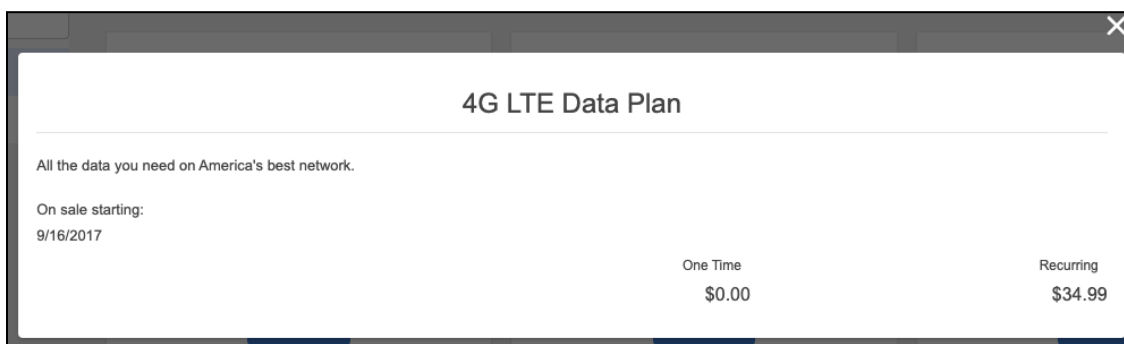 4G LTE Data Plan
All the data you need on America's best network.
On sale starting:
9/16/2017
One Time Recurring
$0.00 $34.99